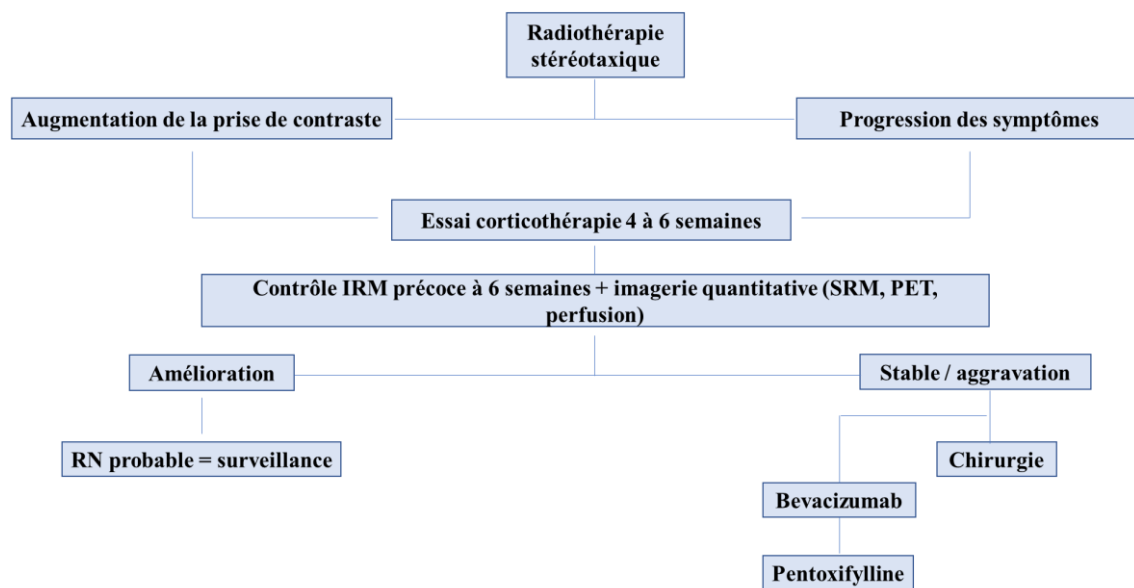 Radiothérapie
stéréotaxique
Augmentation de la prise de contraste
Progression des symptômes
Essai corticothérapie 4 à 6 semaines
Contrôle IRM précoce à 6 semaines + imagerie quantitative (SRM, PET,
perfusion)
Amélioration
Stable / aggravation
RN probable = surveillance
Chirurgie
Bevacizumab
Pentoxifylline